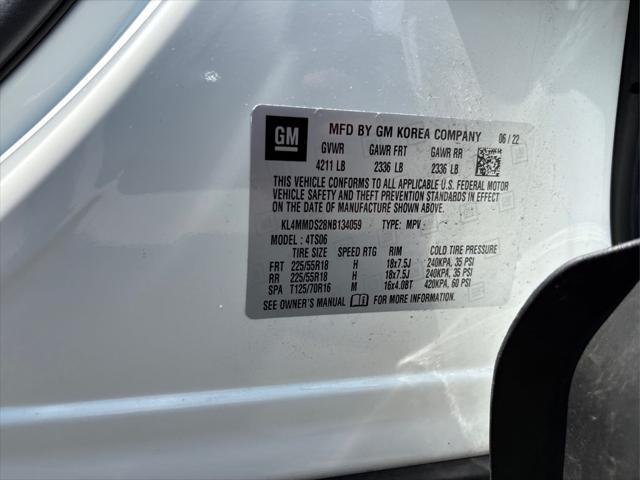 GM
MFD BY GM KOREA COMPANY 06 / 22
GVWR GAWR FRT GAWR RR
4211 LB 2336 LB 2336 LB
THIS VEHICLE CONFORMS TO ALL APPLICABLE U.S. FEDERAL MOTOR
VEHICLE SAFETY AND THEFT PREVENTION STANDARDS IN EFFECT
ON THE DATE OF MANUFACTURE SHOWN ABOVE.
KL4MMDS28NB134059 TYPE: MPV
MODEL: 4TS06
TIRE SIZE SPEED RTG RIM COLD TIRE PRESSURE
FRT 225/55R18 H 18x7.5J 240KPA, 35 PSI
RR 225/55R18 H 18x7.5J 240KPA, 35 PSI
SPA T125/70R16 M 16x4.0BT 420KPA, 60 PSI
SEE OWNER'S MANUAL FOR MORE INFORMATION.